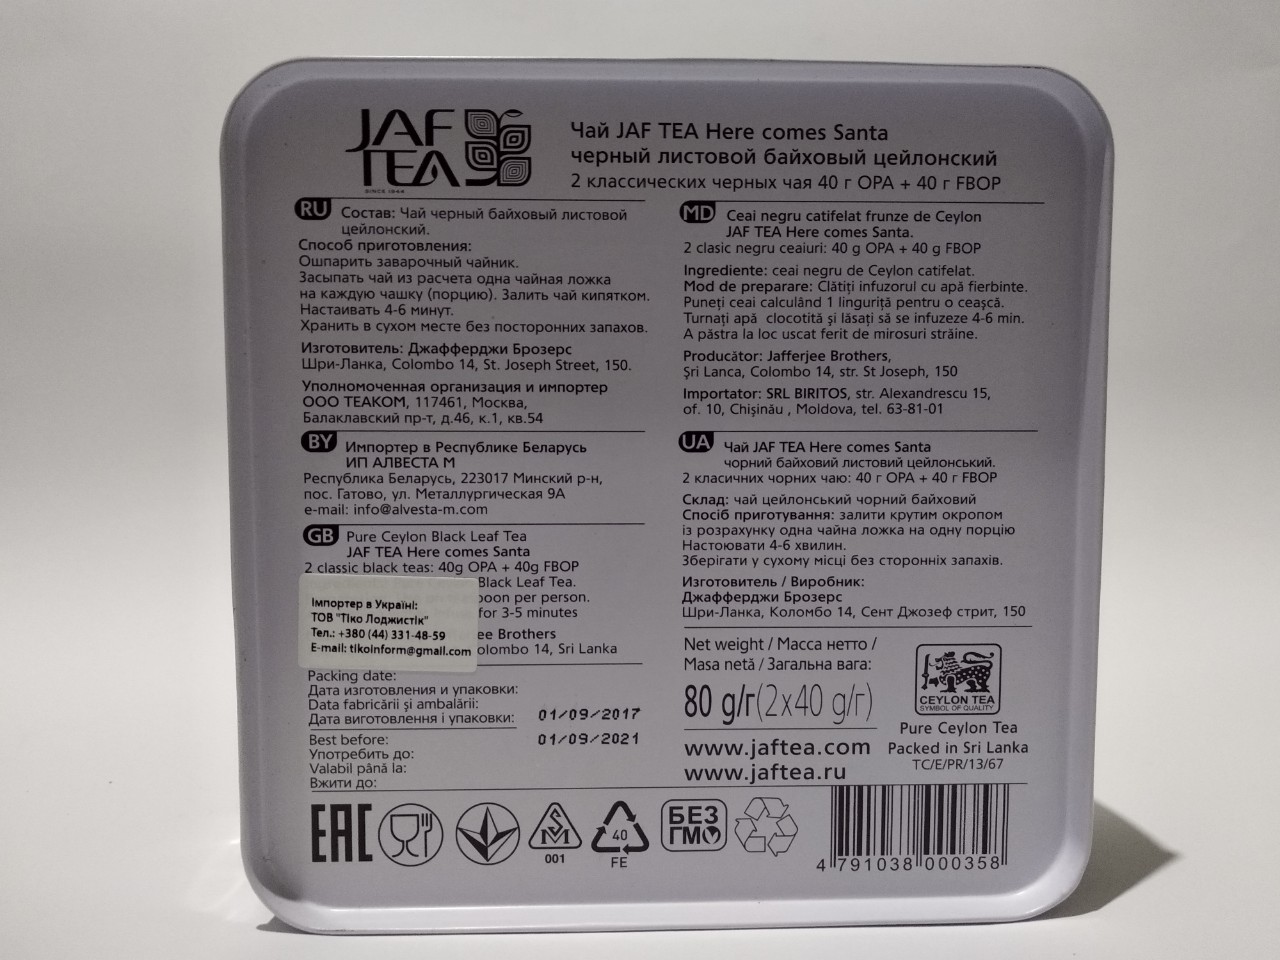 JAF
TEA
SINCE 1944
Чай JAF TEA Here comes Santa
черный листовой байховый цейлонский
2 классических черных чая 40 г OPA + 40 г FBOP
RU Состав: Чай черный байховый листовой
цейлонский.
Способ приготовления:
Ошпарить заварочный чайник.
Засыпать чай из расчета одна чайная ложка
на каждую чашку (порцию). Залить чай кипятком.
Настаивать 4-6 минут.
Хранить в сухом месте без посторонних запахов.
Изготовитель: Джафферджи Брозерс
Шри-Ланка, Colombo 14, St. Joseph Street, 150.
Уполномоченная организация и импортер
ООО ТЕАКОМ, 117461, Москва,
Балаклавский пр-т, д.46, к.1, кв.54
BY Импортер в Республике Беларусь
ИП АЛВЕСТА М
Республика Беларусь, 223017 Минский р-н,
пос. Гатово, ул. Металлургическая 9А
e-mail: info@alvesta-m.com
GB Pure Ceylon Black Leaf Tea
JAF TEA Here comes Santa
2 classic black teas: 40g OPA + 40g FBOP
Black Leaf Tea.
poon per person.
for 3-5 minutes
jee Brothers
olombo 14, Sri Lanka
Імпортер в Україні:
ТОВ "Тіко Лоджистік"
Тел.: +380 (44) 331-48-59
E-mail: tikoinform@gmail.com
Packing date:
Дата изготовления и упаковки:
Data fabricării şi ambalării:
Дата виготовлення і упаковки:
01/09/2017
Best before:
Употребить до:
Valabil până la:
Вжити до:
01/09/2021
MD Ceai negru catifelat frunze de Ceylon
JAF TEA Here comes Santa.
2 clasic negru ceaiuri: 40 g OPA + 40 g FBOP
Ingrediente: ceai negru de Ceylon catifelat.
Mod de preparare: Clătiţi infuzorul cu apă fierbinte.
Puneţi ceai calculând 1 linguriţă pentru o ceaşcă.
Turnaţi apă clocotită şi lăsaţi să se infuzeze 4-6 min.
A păstra la loc uscat ferit de mirosuri străine.
Producător: Jafferjee Brothers,
Şri Lanca, Colombo 14, str. St Joseph, 150
Importator: SRL BIRITOS, str. Alexandrescu 15,
of. 10, Chişinău , Moldova, tel. 63-81-01
UA Чай JAF TEA Here comes Santa
чорний байховий листовий цейлонський.
2 класичних чорних чаю: 40 г OPA + 40 г FBOP
Склад: чай цейлонський чорний байховий
Спосіб приготування: залити крутим окропом
із розрахунку одна чайна ложка на одну порцію
Настоювати 4-6 хвилин.
Зберігати у сухому місці без сторонніх запахів.
Изготовитель / Виробник:
Джафферджи Брозерс
Шри-Ланка, Коломбо 14, Сент Джозеф стрит, 150
Net weight / Масса нетто /
Masa netă / Загальна вага:
80 g/г(2x40 g/г)
www.jaftea.com
www.jaftea.ru
CEYLON TEA
SYMBOL OF QUALITY
Pure Ceylon Tea
Packed in Sri Lanka
TC/E/PR/13/67
EAC
SM
001
40
FE
БЕЗ
ГМО
4 791038 000358